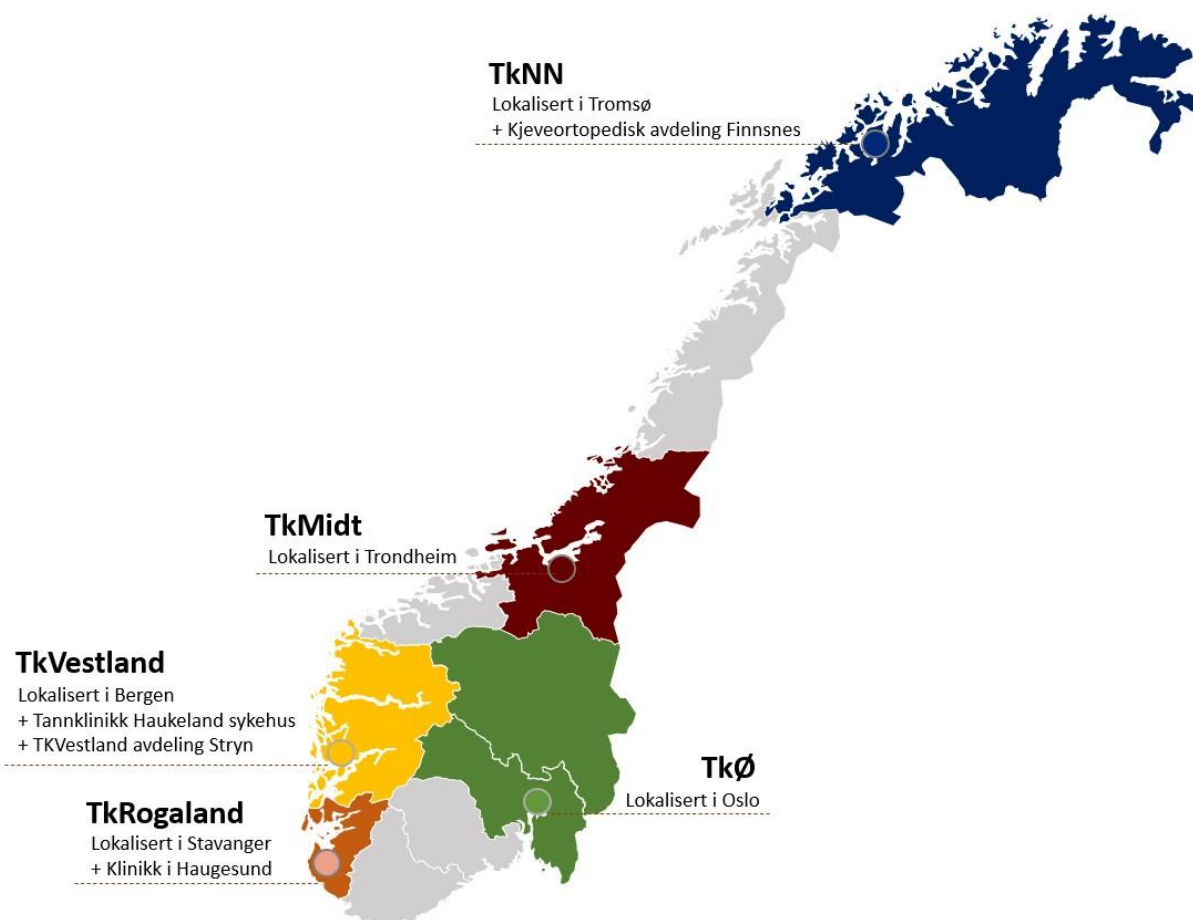 TkNN
Lokalisert i Tromsø
+ Kjeveortopedisk avdeling Finnsnes
TkMidt
Lokalisert i Trondheim
TkVestland
Lokalisert i Bergen
+ Tannklinikk Haukeland sykehus
+ TKVestland avdeling Stryn
TkØ
Lokalisert i Oslo
TkRogaland
Lokalisert i Stavanger
+ Klinikk i Haugesund